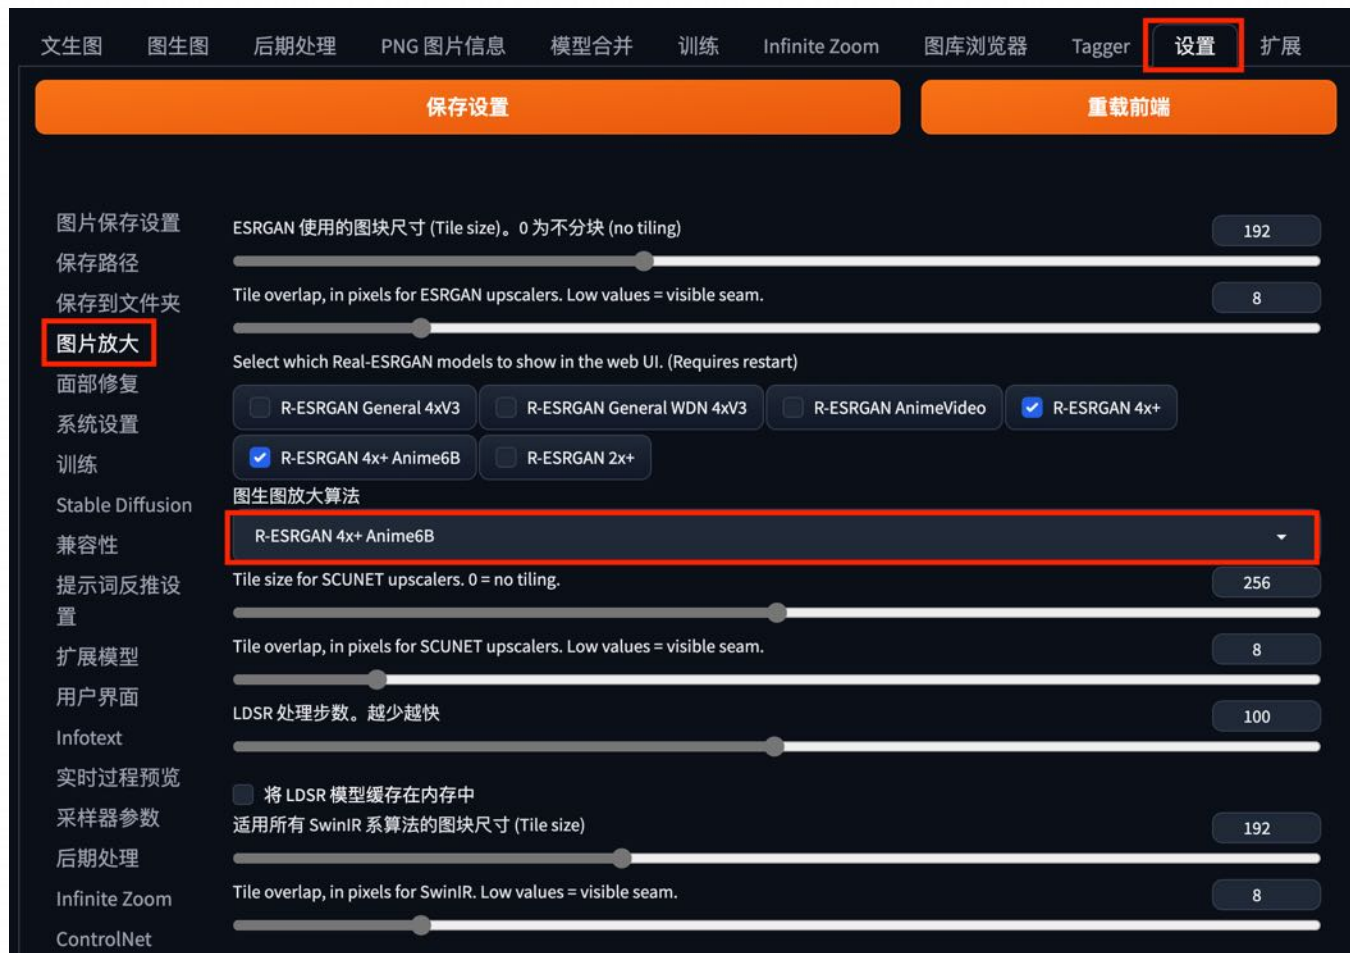 文生图 图生图 后期处理 PNG 图片信息 模型合并 训练 Infinite Zoom 图库浏览器 Tagger 设置 扩展
保存设置 重载前端
图片保存设置
保存路径
保存到文件夹
图片放大
面部修复
系统设置
训练
Stable Diffusion
兼容性
提示词反推设
置
扩展模型
用户界面
Infotext
实时过程预览
采样器参数
后期处理
Infinite Zoom
ControlNet
ESRGAN 使用的图块尺寸 (Tile size)。0 为不分块 (no tiling) 192
Tile overlap, in pixels for ESRGAN upscalers. Low values = visible seam. 8
Select which Real-ESRGAN models to show in the web UI. (Requires restart)
R-ESRGAN General 4xV3 R-ESRGAN General WDN 4xV3 R-ESRGAN AnimeVideo R-ESRGAN 4x+
R-ESRGAN 4x+ Anime6B R-ESRGAN 2x+
图生图放大算法
R-ESRGAN 4x+ Anime6B
Tile size for SCUNET upscalers. 0 = no tiling. 256
Tile overlap, in pixels for SCUNET upscalers. Low values = visible seam. 8
LDSR 处理步数。越少越快 100
将 LDSR 模型缓存在内存中
适用所有 SwinIR 系算法的图块尺寸 (Tile size) 192
Tile overlap, in pixels for SwinIR. Low values = visible seam. 8